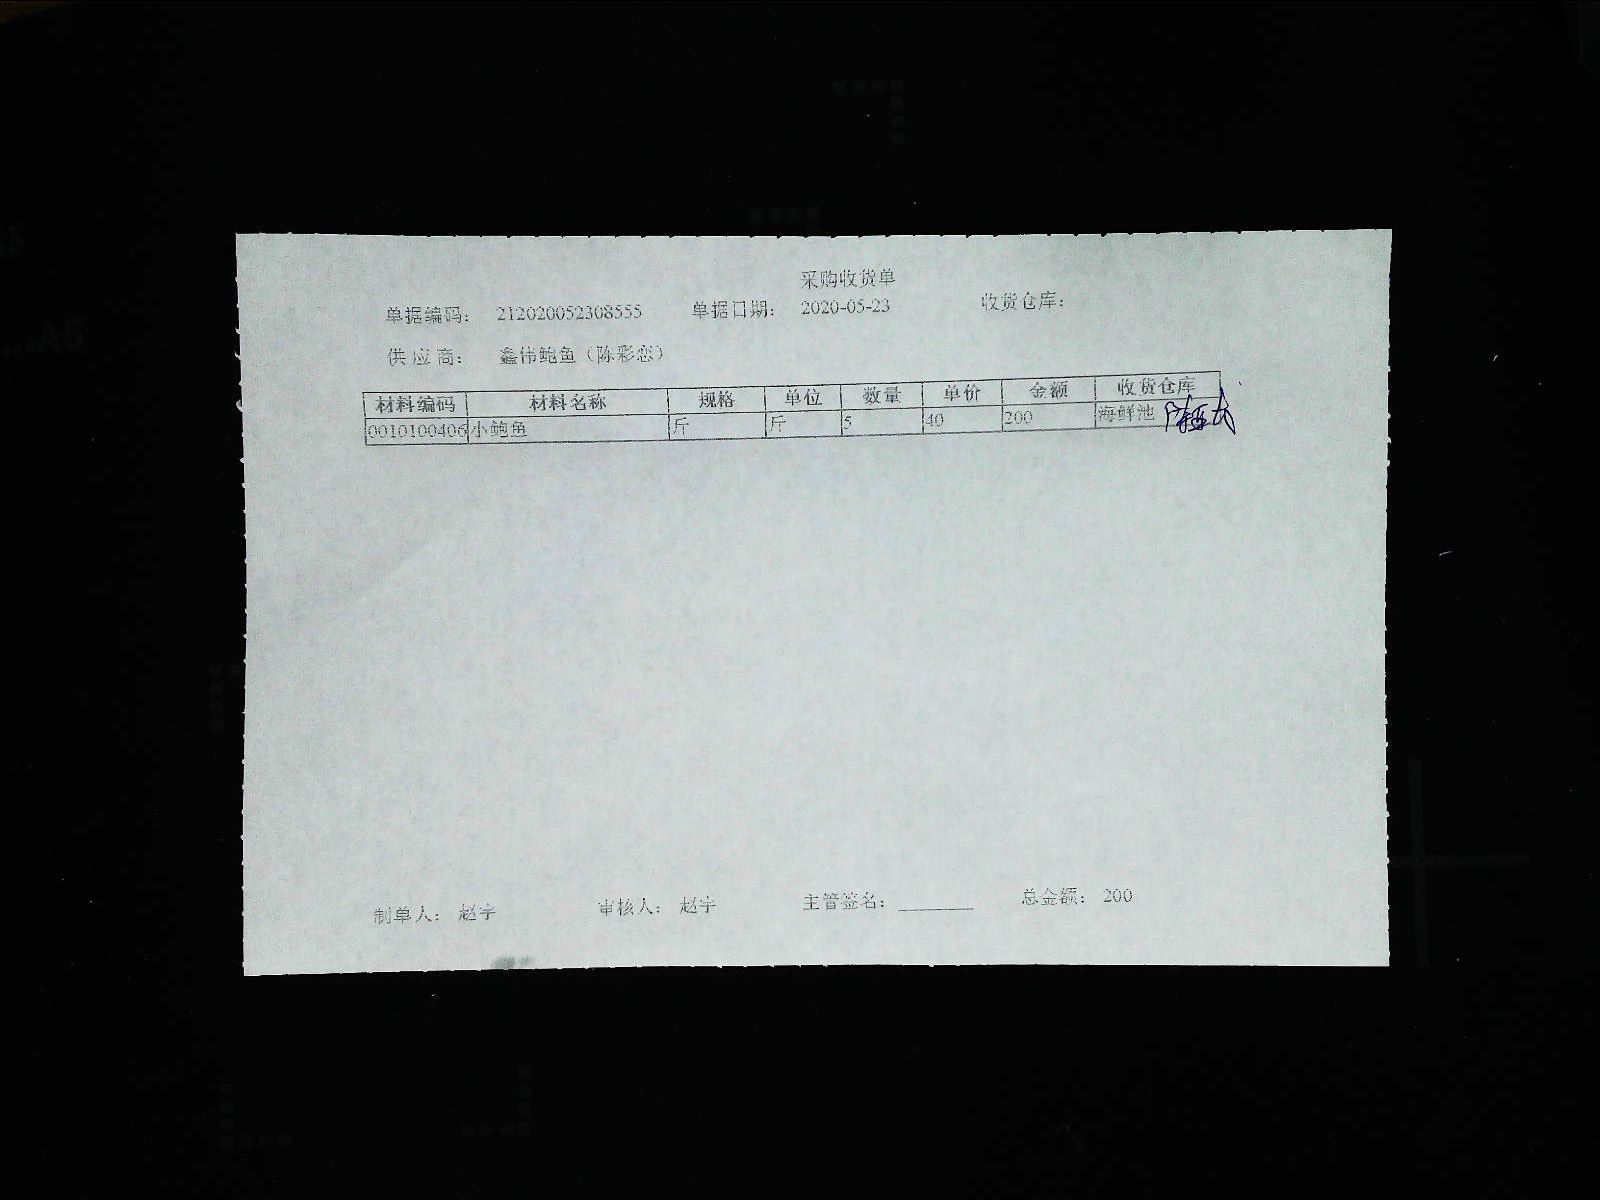 采购收货单
单据编码： 212020052308555 单据日期： 2020-05-23 收货仓库：
供应商： 鑫伟鲍鱼（陈彩恋）
材料编码 材料名称 规格 单位 数量 单价 金额 收货仓库
0010100406 小鲍鱼 斤 斤 5 40 200 海鲜池
制单人： 赵宇 审核人： 赵宇 主管签名： 总金额： 200